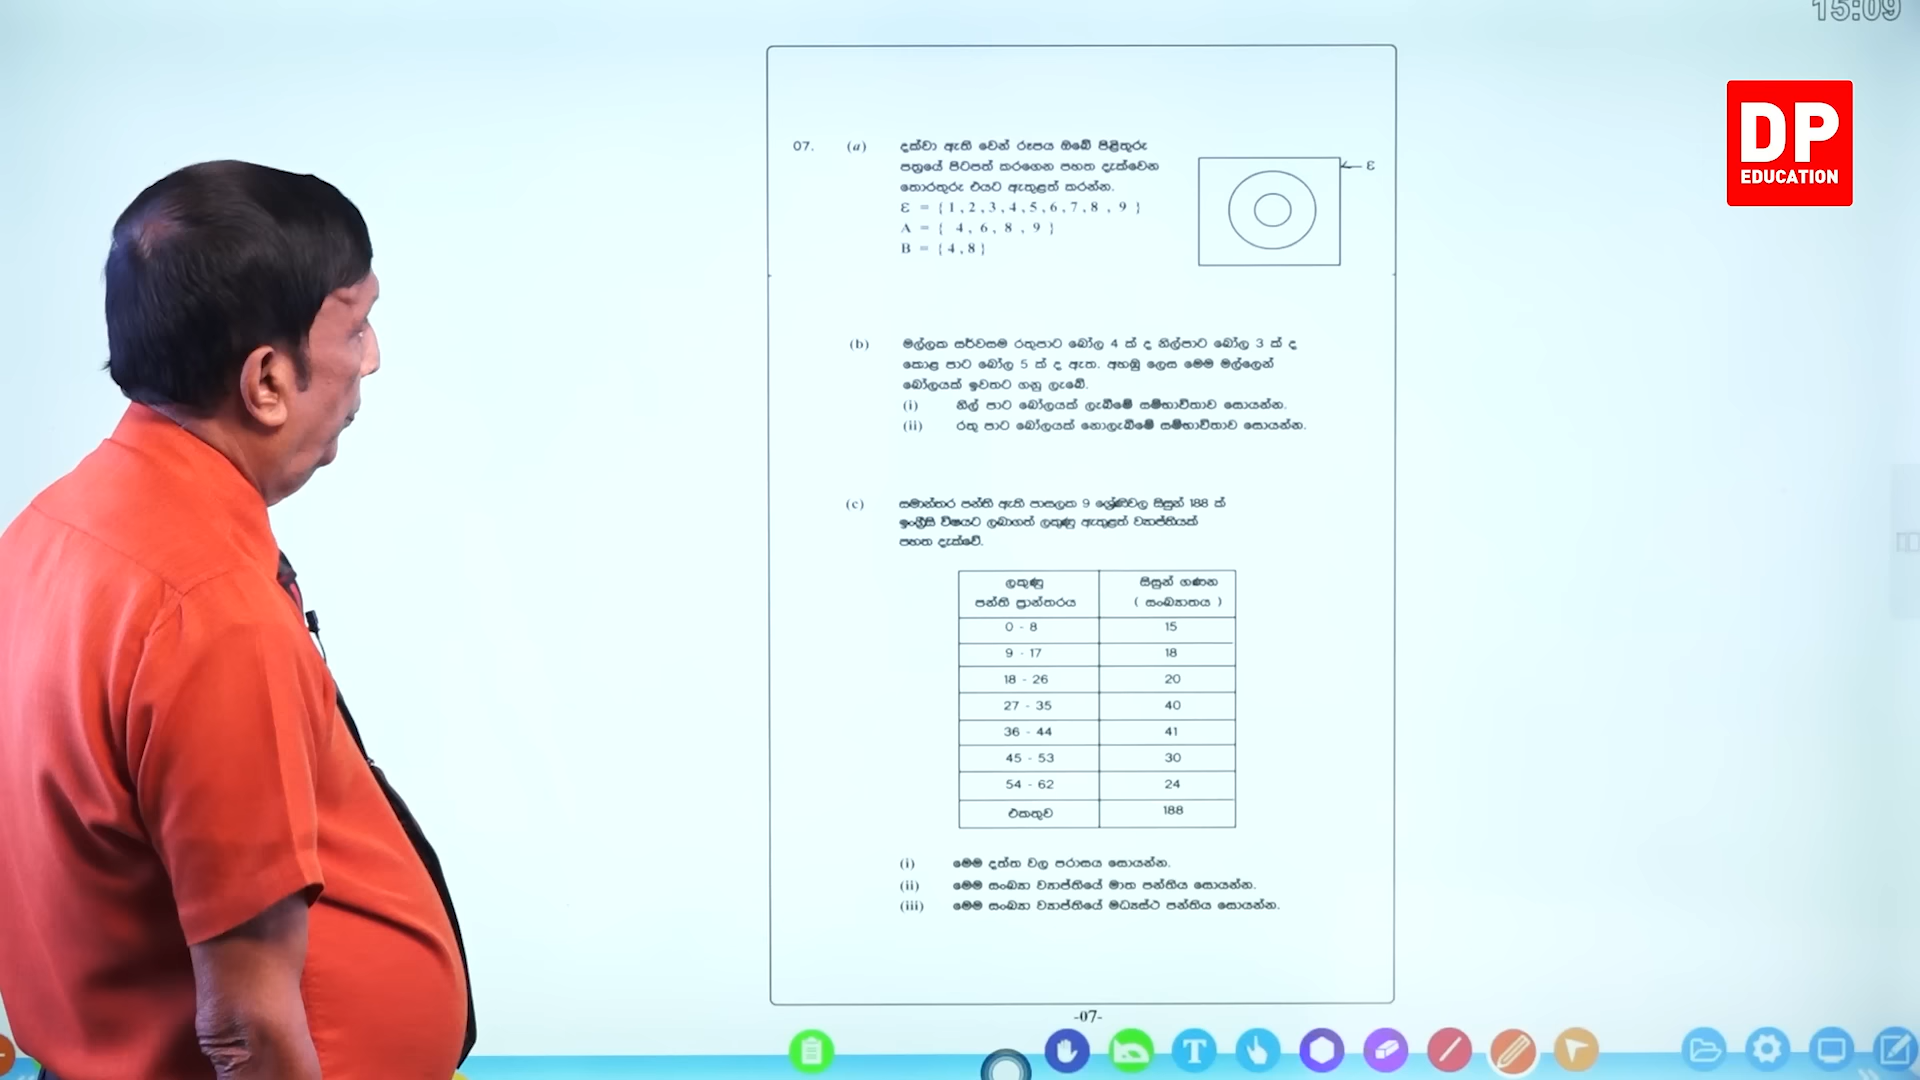 15:09
DP
EDUCATION
07. (a) දක්වා ඇති වෙන් රූපය ඔබේ පිළිතුරු
පත්‍රයේ පිටපත් කරගෙන පහත දැක්වෙන
තොරතුරු එයට ඇතුළත් කරන්න.
ε = { 1 , 2 , 3 , 4 , 5 , 6 , 7 , 8 , 9 }
A = { 4 , 6 , 8 , 9 }
B = { 4 , 8 }
ε
(b) මල්ලක සර්වසම රතුපාට බෝල 4 ක් ද නිල්පාට බෝල 3 ක් ද
කොළ පාට බෝල 5 ක් ද ඇත. අහඹු ලෙස මෙම මල්ලෙන්
බෝලයක් ඉවතට ගනු ලැබේ.
(i) නිල් පාට බෝලයක් ලැබීමේ සම්භාවිතාව සොයන්න.
(ii) රතු පාට බෝලයක් නොලැබීමේ සම්භාවිතාව සොයන්න.
(c) සමාන්තර පන්ති ඇති පාසලක 9 ශ්‍රේණිවල සිසුන් 188 ක්
ඉංග්‍රීසි විෂයට ලබාගත් ලකුණු ඇතුළත් ව්‍යාප්තියක්
පහත දැක්වේ.
ලකුණු සිසුන් ගණන
පන්ති ප්‍රාන්තරය ( සංඛ්‍යාතය )
0 - 8 15
9 - 17 18
18 - 26 20
27 - 35 40
36 - 44 41
45 - 53 30
54 - 62 24
එකතුව 188
(i) මෙම දත්ත වල පරාසය සොයන්න.
(ii) මෙම සංඛ්‍යා ව්‍යාප්තියේ මාත පන්තිය සොයන්න.
(iii) මෙම සංඛ්‍යා ව්‍යාප්තියේ මධ්‍යස්ථ පන්තිය සොයන්න.
-07-
T